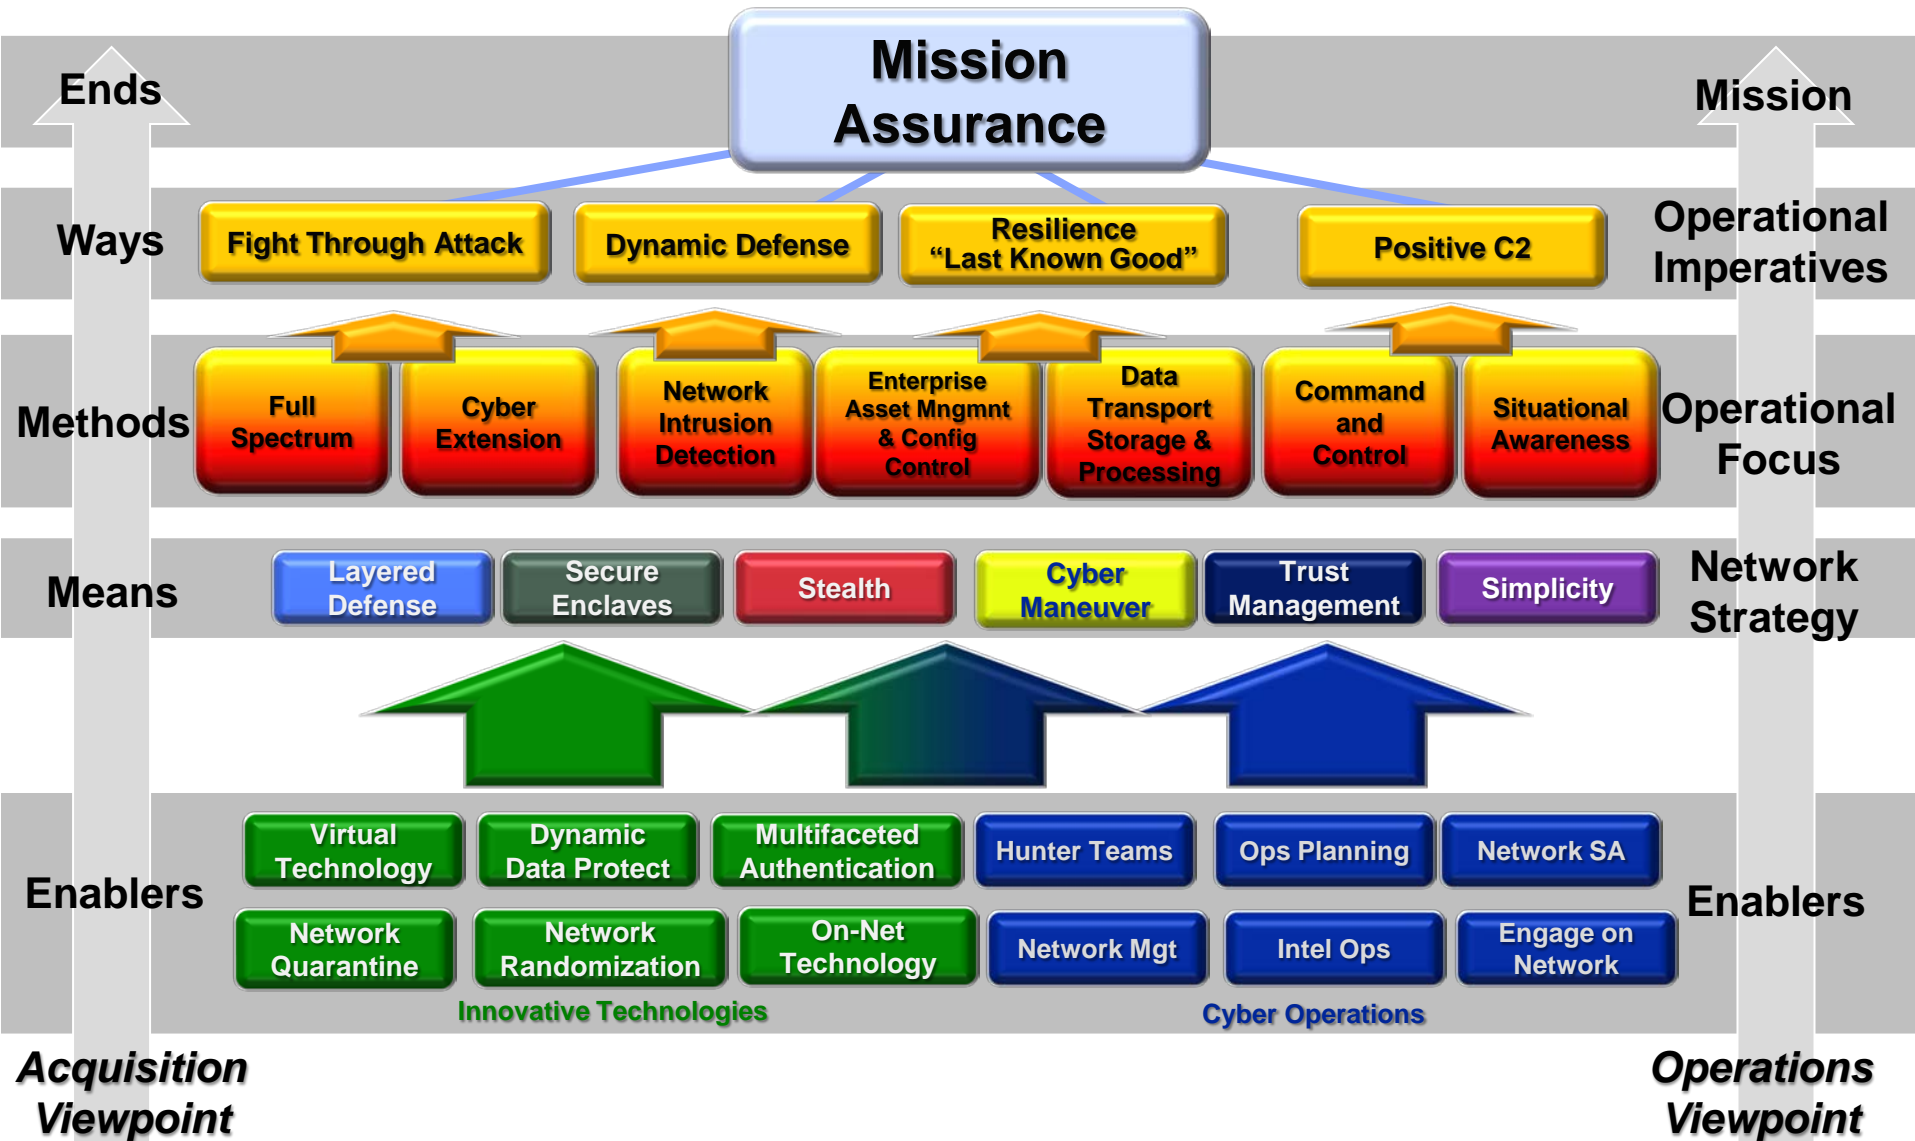 Mission
Assurance
Ends
Mission
Ways
Fight Through Attack
Dynamic Defense
Resilience
“Last Known Good”
Positive C2
Operational
Imperatives
Methods
Full
Spectrum
Cyber
Extension
Network
Intrusion
Detection
Enterprise
Asset Mngmnt
& Config
Control
Data
Transport
Storage &
Processing
Command
and
Control
Situational
Awareness
Operational
Focus
Means
Layered
Defense
Secure
Enclaves
Stealth
Cyber
Maneuver
Trust
Management
Simplicity
Network
Strategy
Enablers
Virtual
Technology
Dynamic
Data Protect
Multifaceted
Authentication
Hunter Teams
Ops Planning
Network SA
Enablers
Network
Quarantine
Network
Randomization
On-Net
Technology
Network Mgt
Intel Ops
Engage on
Network
Innovative Technologies
Cyber Operations
Acquisition
Viewpoint
Operations
Viewpoint